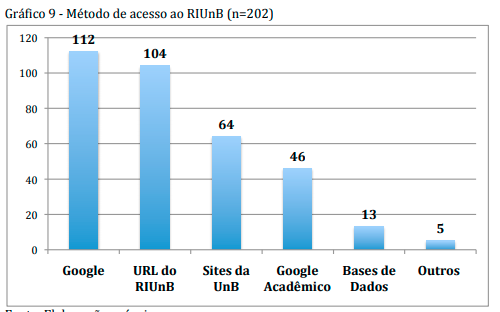 Gráfico 9 - Método de acesso ao RIUnB (n=202)
120
100
80
60
40
20
0
112
104
64
46
13
5
Google
URL do
RIUnB
Sites da
UnB
Google
Acadêmico
Bases de
Dados
Outros